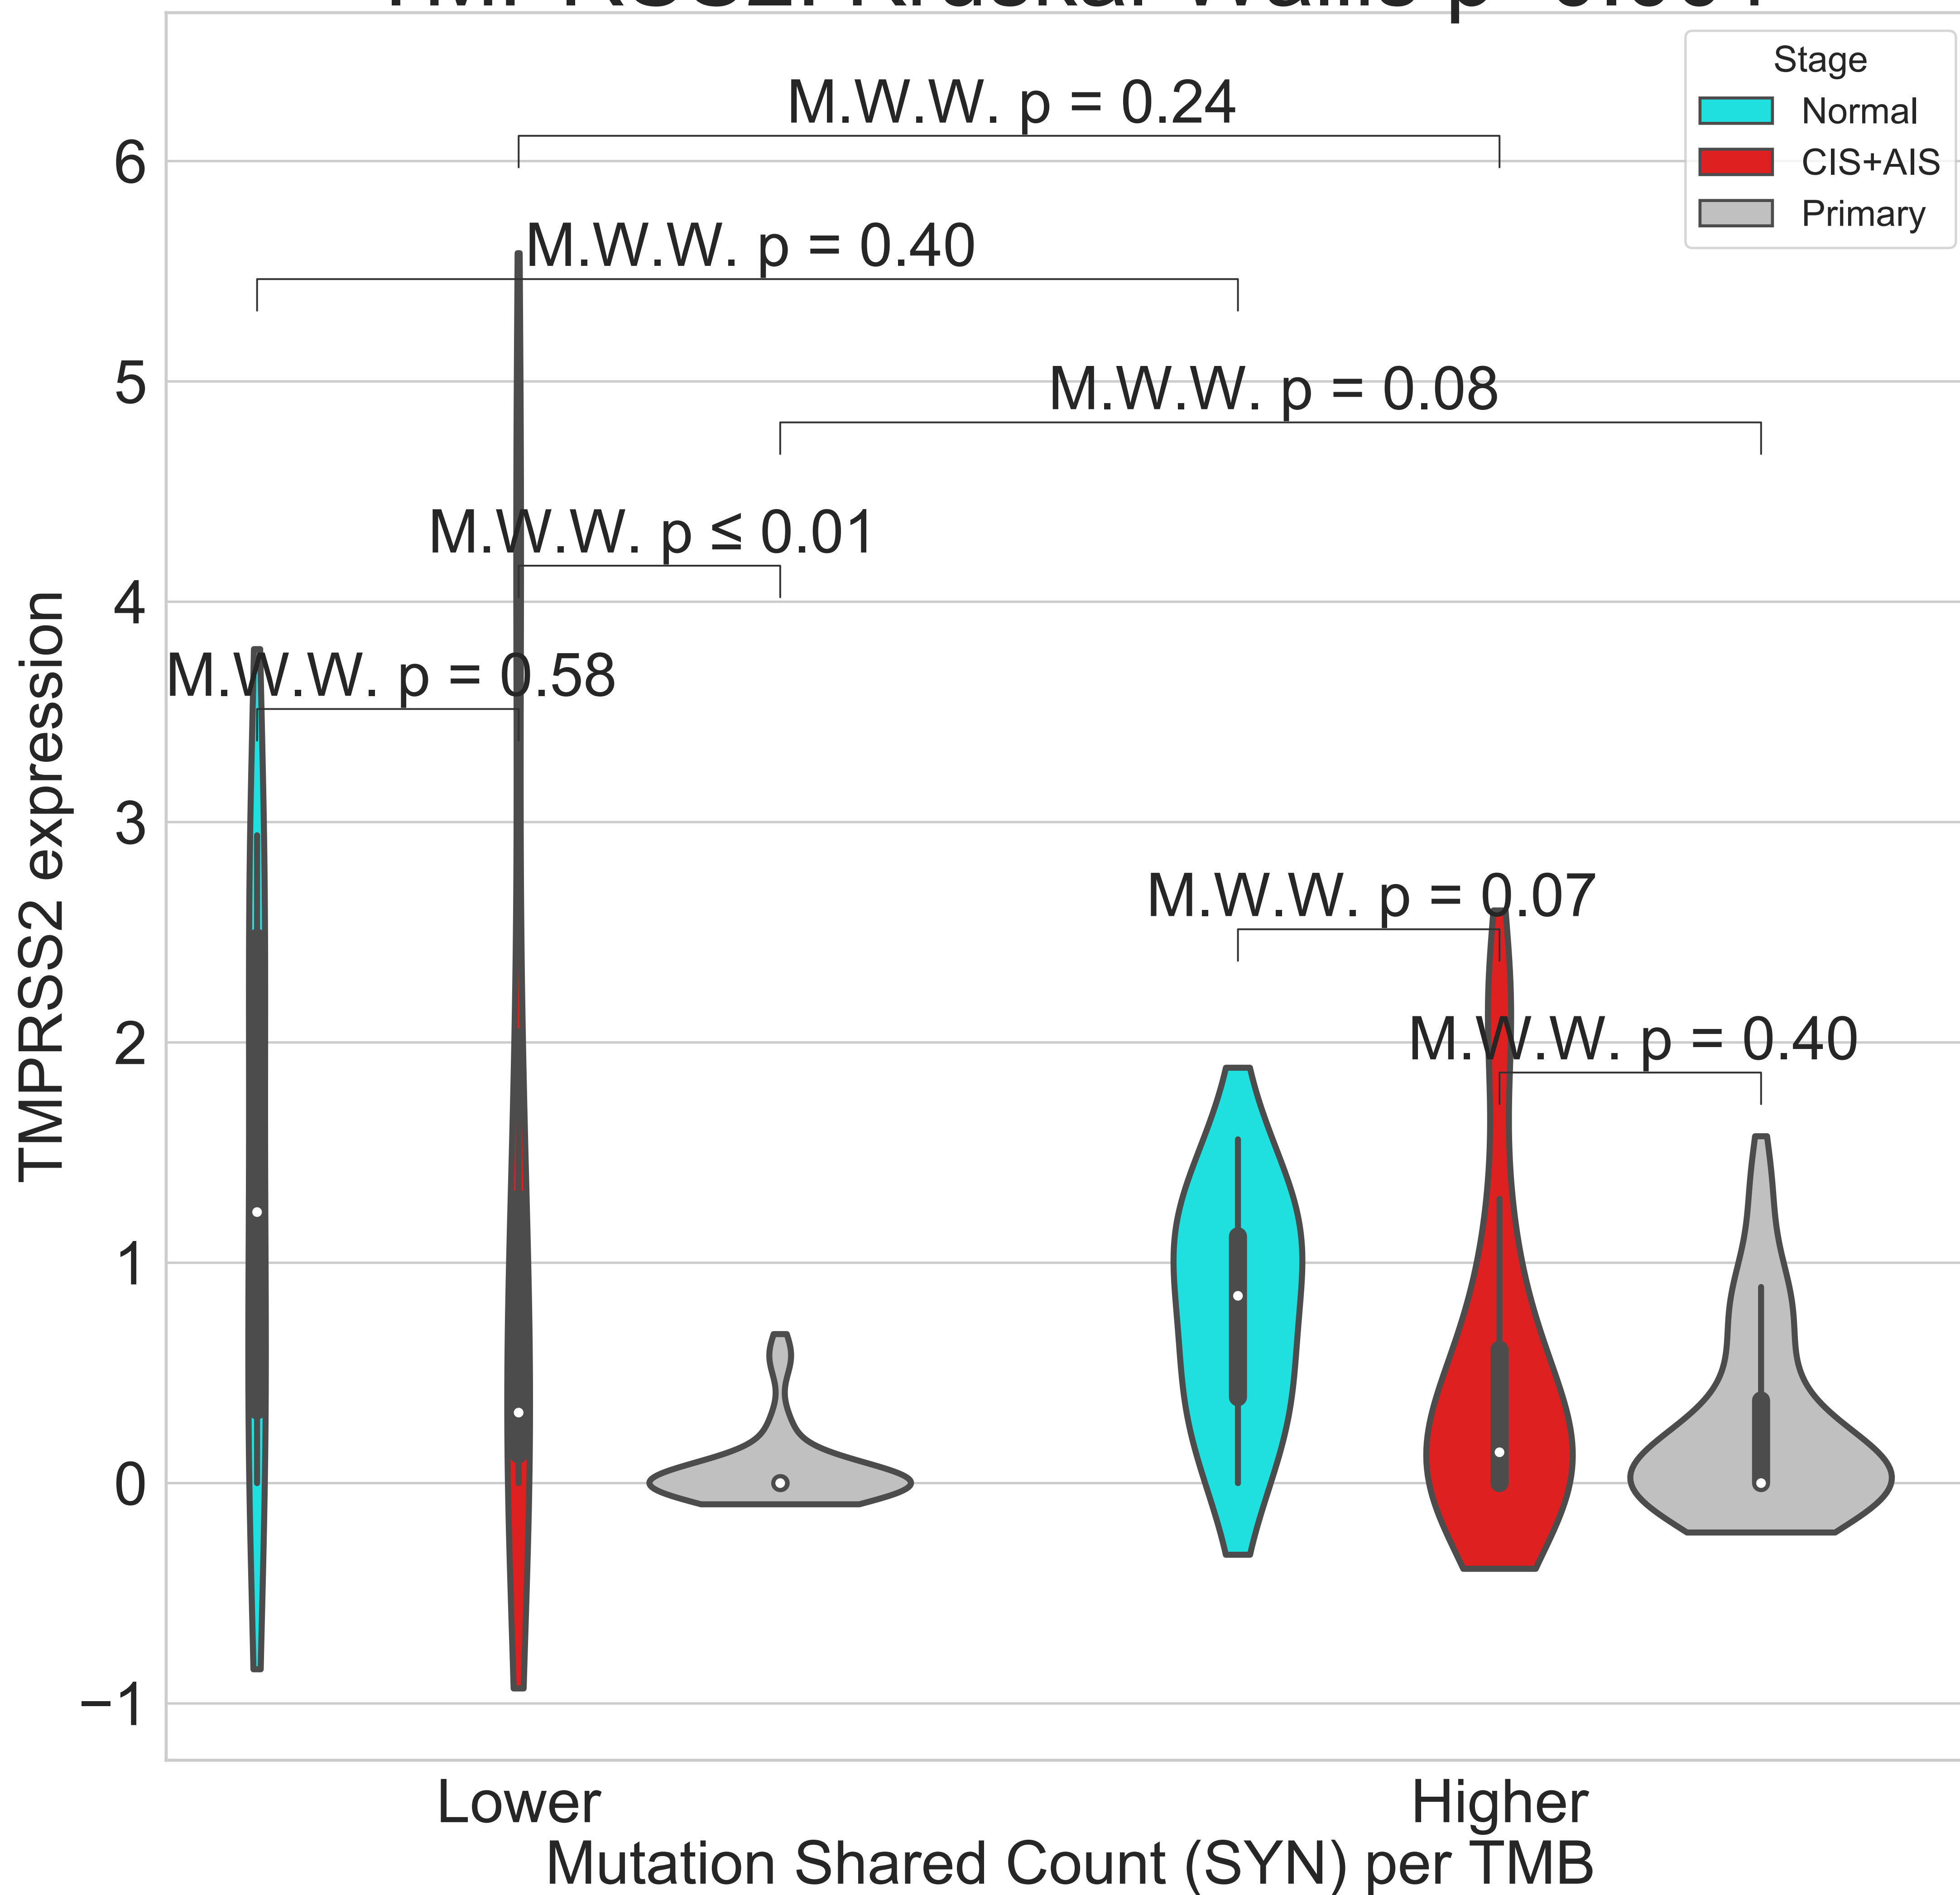 Stage
Normal
CIS+AIS
Primary
M.W.W. p = 0.24
M.W.W. p = 0.40
M.W.W. p = 0.08
M.W.W. p ≤ 0.01
M.W.W. p = 0.58
M.W.W. p = 0.07
M.W.W. p = 0.40
6
5
4
3
2
1
0
−1
TMPRSS2 expression
Lower
Higher
Mutation Shared Count (SYN) per TMB